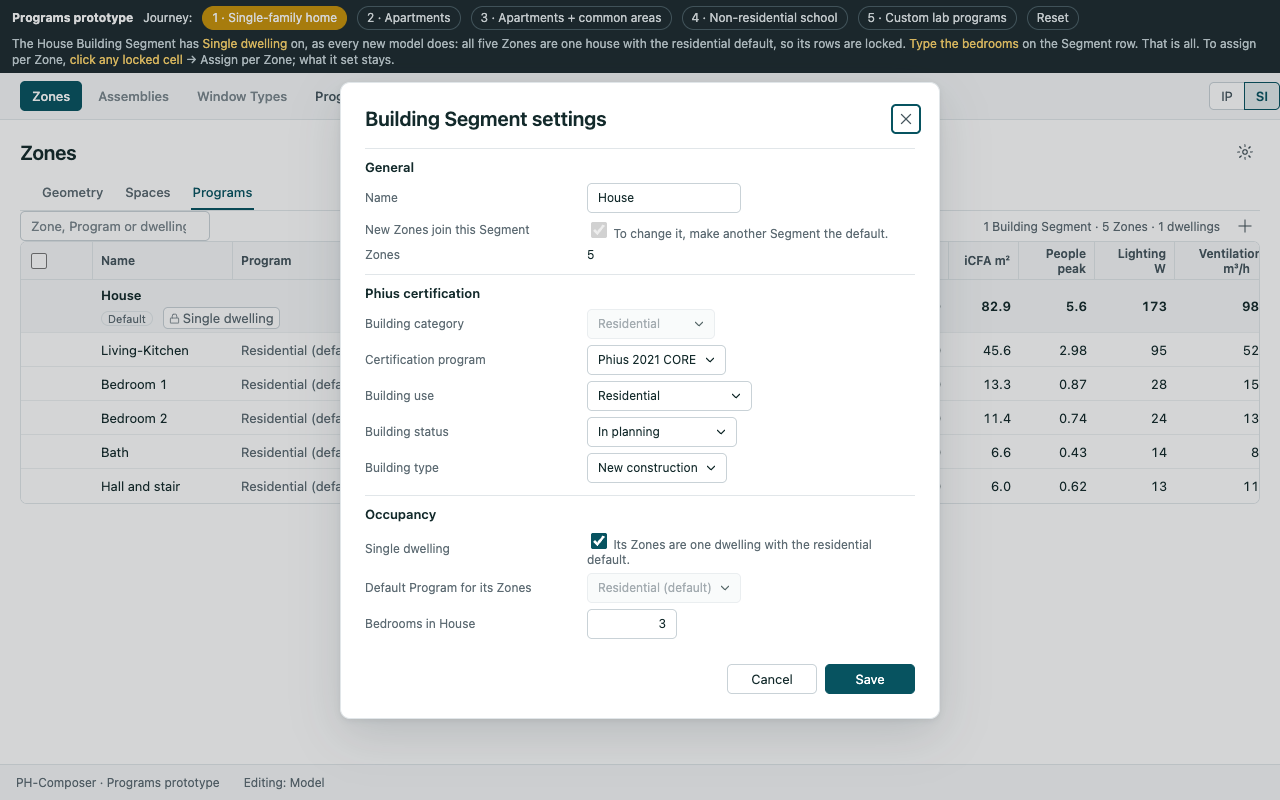 Programs prototype Journey: 1 · Single-family home 2 · Apartments 3 · Apartments + common areas 4 · Non-residential school 5 · Custom lab programs Reset
The House Building Segment has Single dwelling on, as every new model does: all five Zones are one house with the residential default, so its rows are locked. Type the bedrooms on the Segment row. That is all. To assign
per Zone, click any locked cell → Assign per Zone; what it set stays.
Zones Assemblies Window Types IP SI
Zones
Geometry Spaces Programs
Zone, Program or dwelling
1 Building Segment · 5 Zones · 1 dwellings
Name Program iCFA m² People peak Lighting W Ventilation m³/h
House 82.9 5.6 173 98
Default Single dwelling
Living-Kitchen Residential 45.6 2.98 95 52
Bedroom 1 Residential 13.3 0.87 28 15
Bedroom 2 Residential 11.4 0.74 24 13
Bath Residential 6.6 0.43 14 8
Hall and stair Residential 6.0 0.62 13 11
Building Segment settings
General
Name House
New Zones join this Segment To change it, make another Segment the default.
Zones 5
Phius certification
Building category Residential
Certification program Phius 2021 CORE
Building use Residential
Building status In planning
Building type New construction
Occupancy
Single dwelling Its Zones are one dwelling with the residential
default.
Default Program for its Zones Residential (default)
Bedrooms in House 3
Cancel Save
PH-Composer · Programs prototype Editing: Model